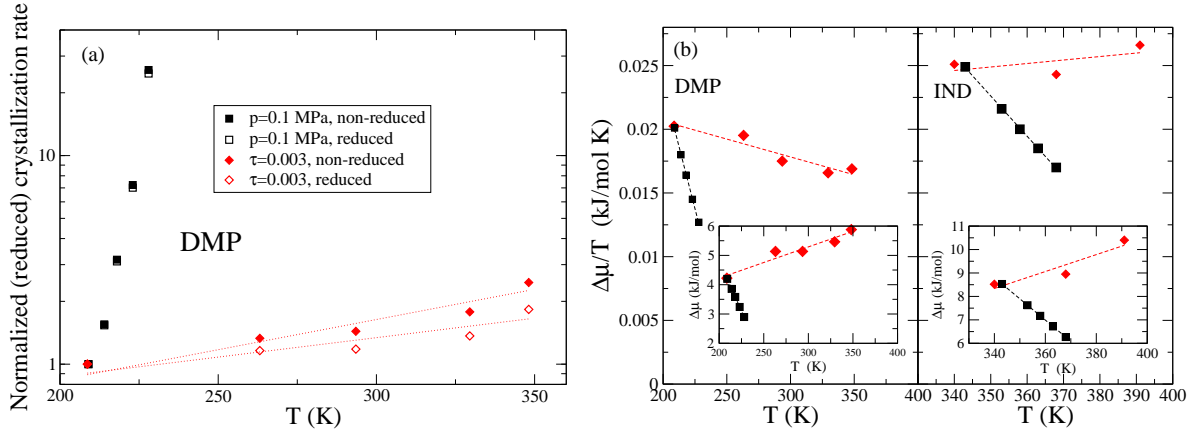 Normalized (reduced) crystallization rate
(a)
10
1
p=0.1 MPa, non-reduced
p=0.1 MPa, reduced
τ=0.003, non-reduced
τ=0.003, reduced
DMP
200 250 300 350
T (K)
Δμ/T (kJ/mol K)
(b)
DMP
0.025
0.02
0.015
0.01
0.005
0
200 250 300 350
T (K)
Δμ (kJ/mol)
6
5
4
3
2
200 250 300 350 400
T (K)
IND
340 350 360 370 380 390 400
T (K)
Δμ (kJ/mol)
11
10
9
8
7
6
5
340 360 380 400
T (K)